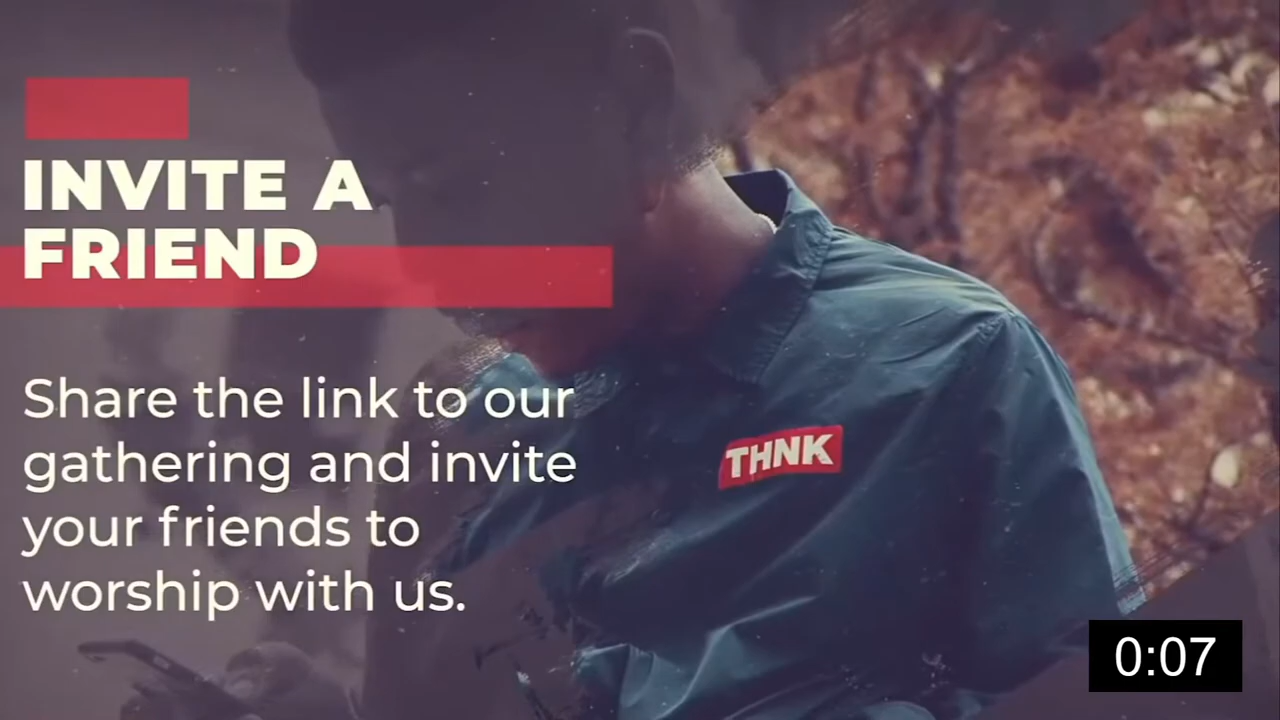 INVITE A
FRIEND
Share the link to our
gathering and invite
your friends to
worship with us.
THNK
0:07